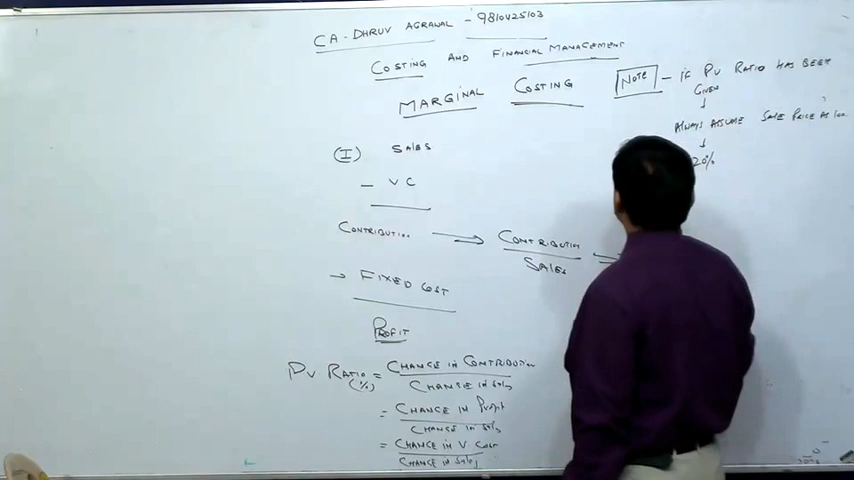 CA - DHRUV AGRAWAL - 9810425103
COSTING AND FINANCIAL MANAGEMENT
MARGINAL COSTING
Note - IF PV RATIO HAS BEEN
GIVEN
↓
ALWAYS ASSUME SALE PRICE AS 100.
↓
20%
(I) SALES
- VC
CONTRIBUTION → CONTRIBUTION
SALES
→ FIXED COST
PROFIT
PV RATIO = CHANGE IN CONTRIBUTION
(%) CHANGE IN Sales
= CHANGE IN Profit
CHANGE IN Sales
= CHANGE IN V COST
CHANGE IN Sales